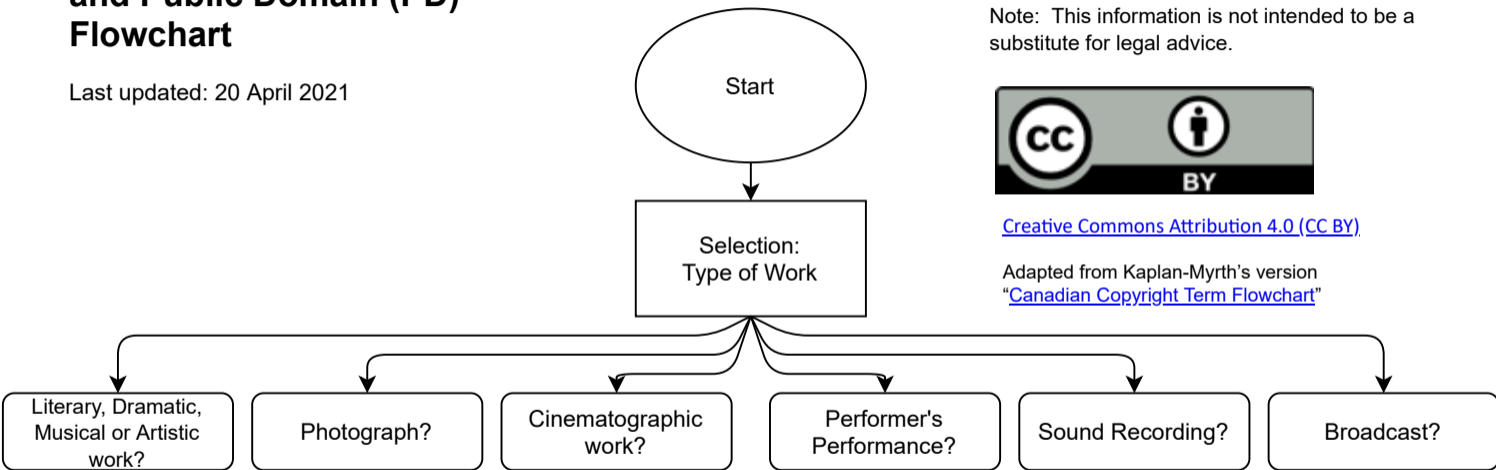 and Public Domain (PD)
Flowchart
Last updated: 20 April 2021
Start
Note:  This information is not intended to be a
substitute for legal advice.
CC
BY
Creative Commons Attribution 4.0 (CC BY)
Adapted from Kaplan-Myrth's version
“Canadian Copyright Term Flowchart”
Selection:
Type of Work
Literary, Dramatic,
Musical or Artistic
work?
Photograph?
Cinematographic
work?
Performer's
Performance?
Sound Recording?
Broadcast?